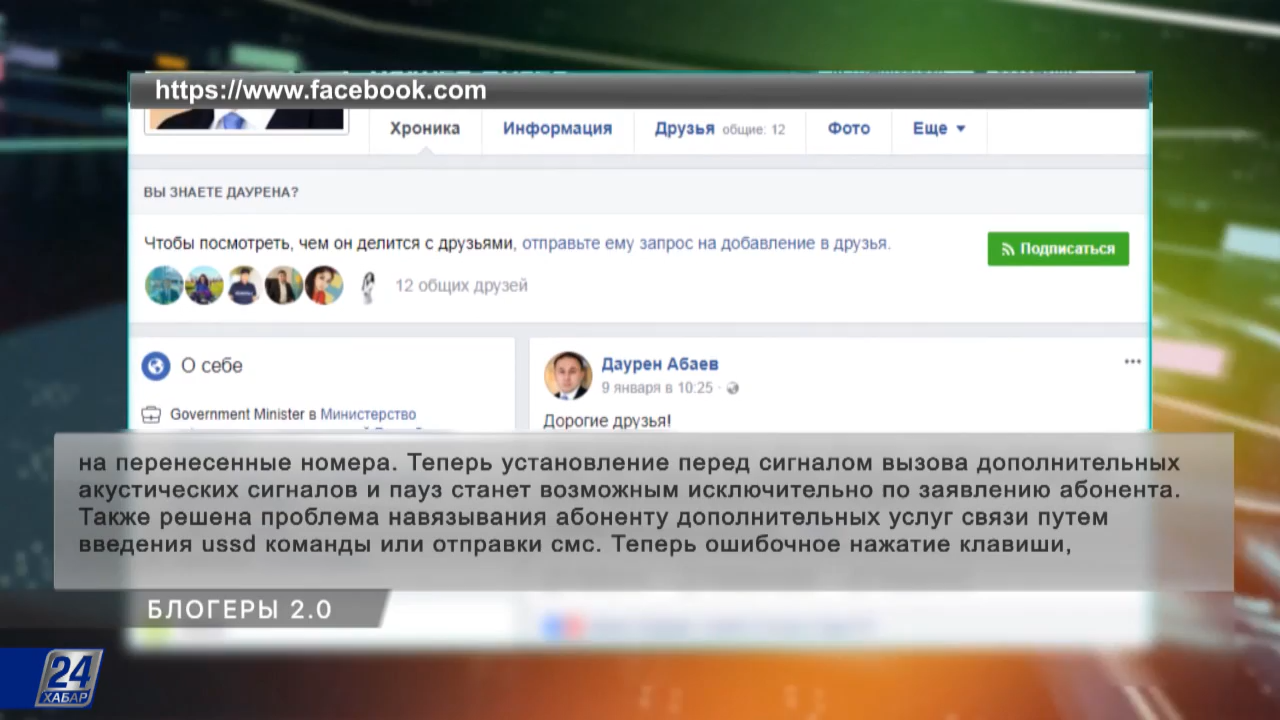 https://www.facebook.com
Хроника Информация Друзья общие: 12 Фото Еще
ВЫ ЗНАЕТЕ ДАУРЕНА?
Чтобы посмотреть, чем он делится с друзьями, отправьте ему запрос на добавление в друзья.
Подписаться
12 общих друзей
О себе
Government Minister в Министерство
Даурен Абаев
9 января в 10:25
Дорогие друзья!
на перенесенные номера. Теперь установление перед сигналом вызова дополнительных
акустических сигналов и пауз станет возможным исключительно по заявлению абонента.
Также решена проблема навязывания абоненту дополнительных услуг связи путем
введения ussd команды или отправки смс. Теперь ошибочное нажатие клавиши,
БЛОГЕРЫ 2.0
24
ХАБАР